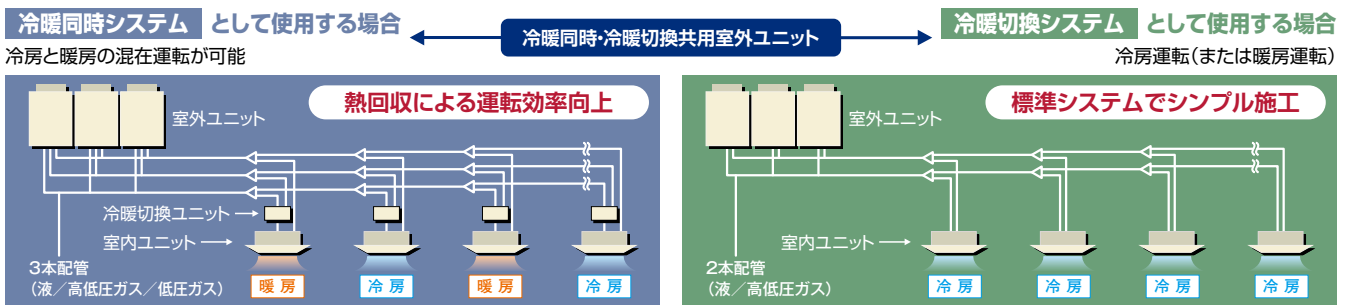 冷暖同時システム として使用する場合
冷房と暖房の混在運転が可能
冷暖同時・冷暖切換共用室外ユニット
冷暖切換システム として使用する場合
冷房運転(または暖房運転)
熱回収による運転効率向上
室外ユニット
冷暖切換ユニット
室内ユニット
3本配管
(液/高低圧ガス/低圧ガス)
暖房 冷房 暖房 冷房
標準システムでシンプル施工
室外ユニット
室内ユニット
2本配管
(液/高低圧ガス)
冷房 冷房 冷房 冷房